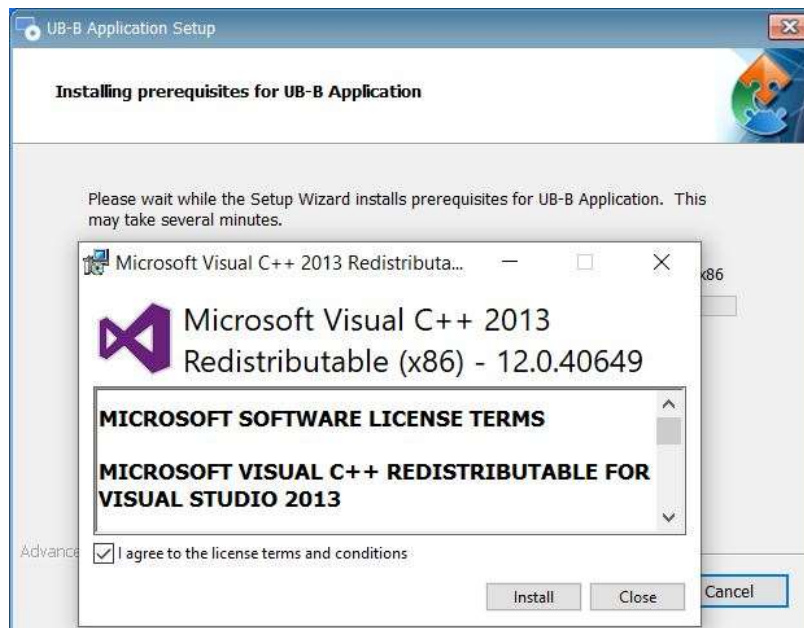 UB-B Application Setup
Installing prerequisites for UB-B Application
Please wait while the Setup Wizard installs prerequisites for UB-B Application. This
may take several minutes.
x86
Microsoft Visual C++ 2013 Redistributa...
Microsoft Visual C++ 2013
Redistributable (x86) - 12.0.40649
MICROSOFT SOFTWARE LICENSE TERMS
MICROSOFT VISUAL C++ REDISTRIBUTABLE FOR
VISUAL STUDIO 2013
Advance
I agree to the license terms and conditions
Install Close
Cancel